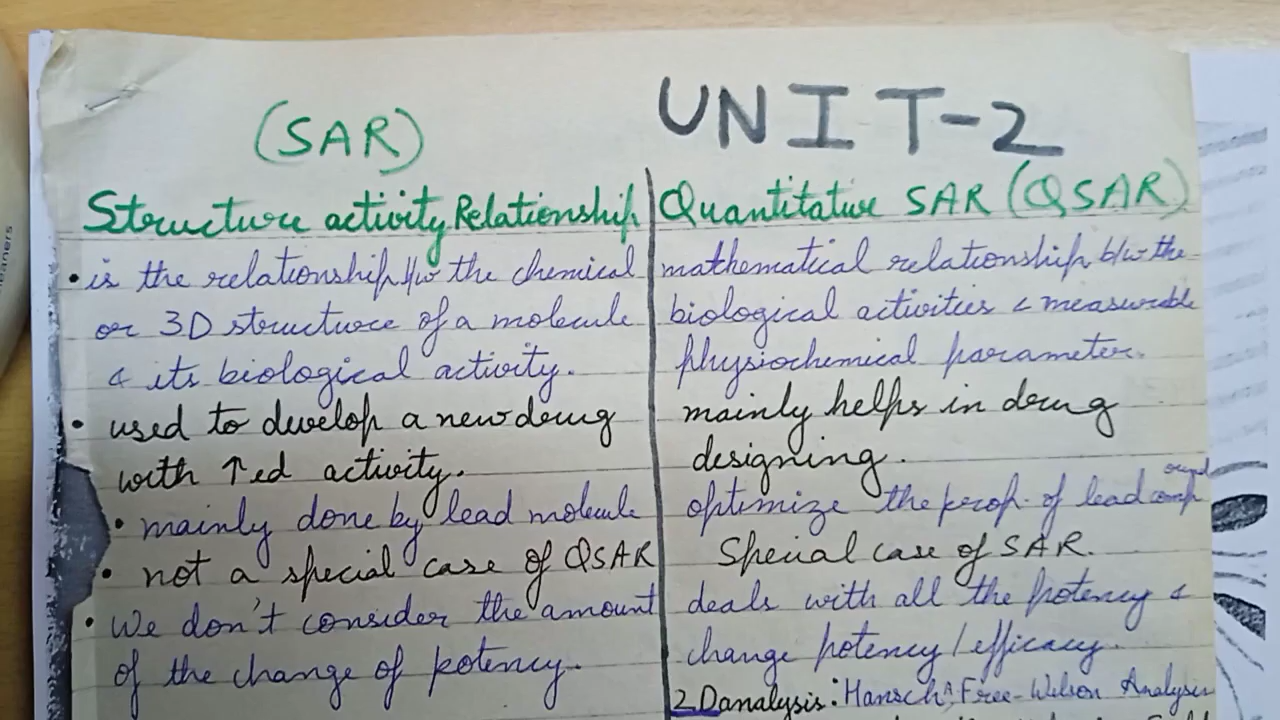 UNIT-2
(SAR)
Structure activity Relationship
• is the relationship b/w the chemical
or 3D structure of a molecule
& its biological activity.
• used to develop a new drug
with ↑ed activity.
• mainly done by lead molecule
• not a special case of QSAR
• We don't consider the amount
of the change of potency.
Quantitative SAR (QSAR)
mathematical relationship b/w the
biological activities & measurable
physiochemical parameter.
mainly helps in drug
designing.
optimize the prop. of lead compound
Special case of SAR.
deals with all the potency &
change potency/efficacy.
2 Danalysis: Hansch, Free-Wilson Analysis